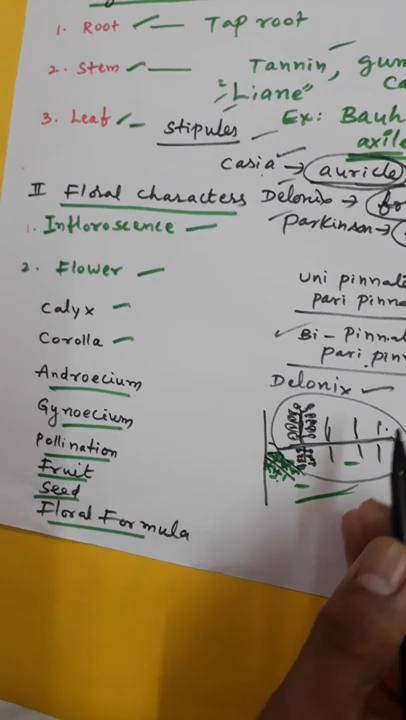 1. Root — Tap root
2. Stem — Tannin, gum
"Liane"
Ex: Bauh
3. Leaf — stipules
axile
Casia → auricle
II Floral characters Delonix →
Parkinson →
1. Infloroscence —
2. Flower —
Uni pinna
pari pinna
Calyx —
Corolla —
Bi - Pinna
pari pin
Androecium
Delonix
Gynoecium
Pollination
Fruit
Seed
Floral Formula